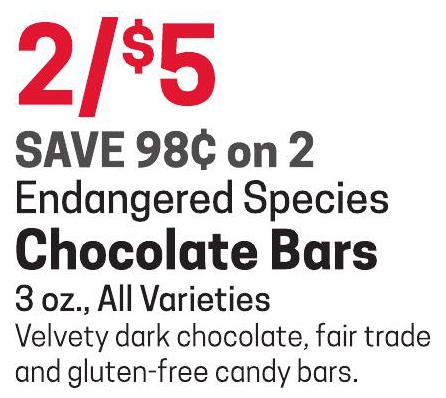 2/$5
SAVE 98¢ on 2
Endangered Species
Chocolate Bars
3 oz., All Varieties
Velvety dark chocolate, fair trade
and gluten-free candy bars.